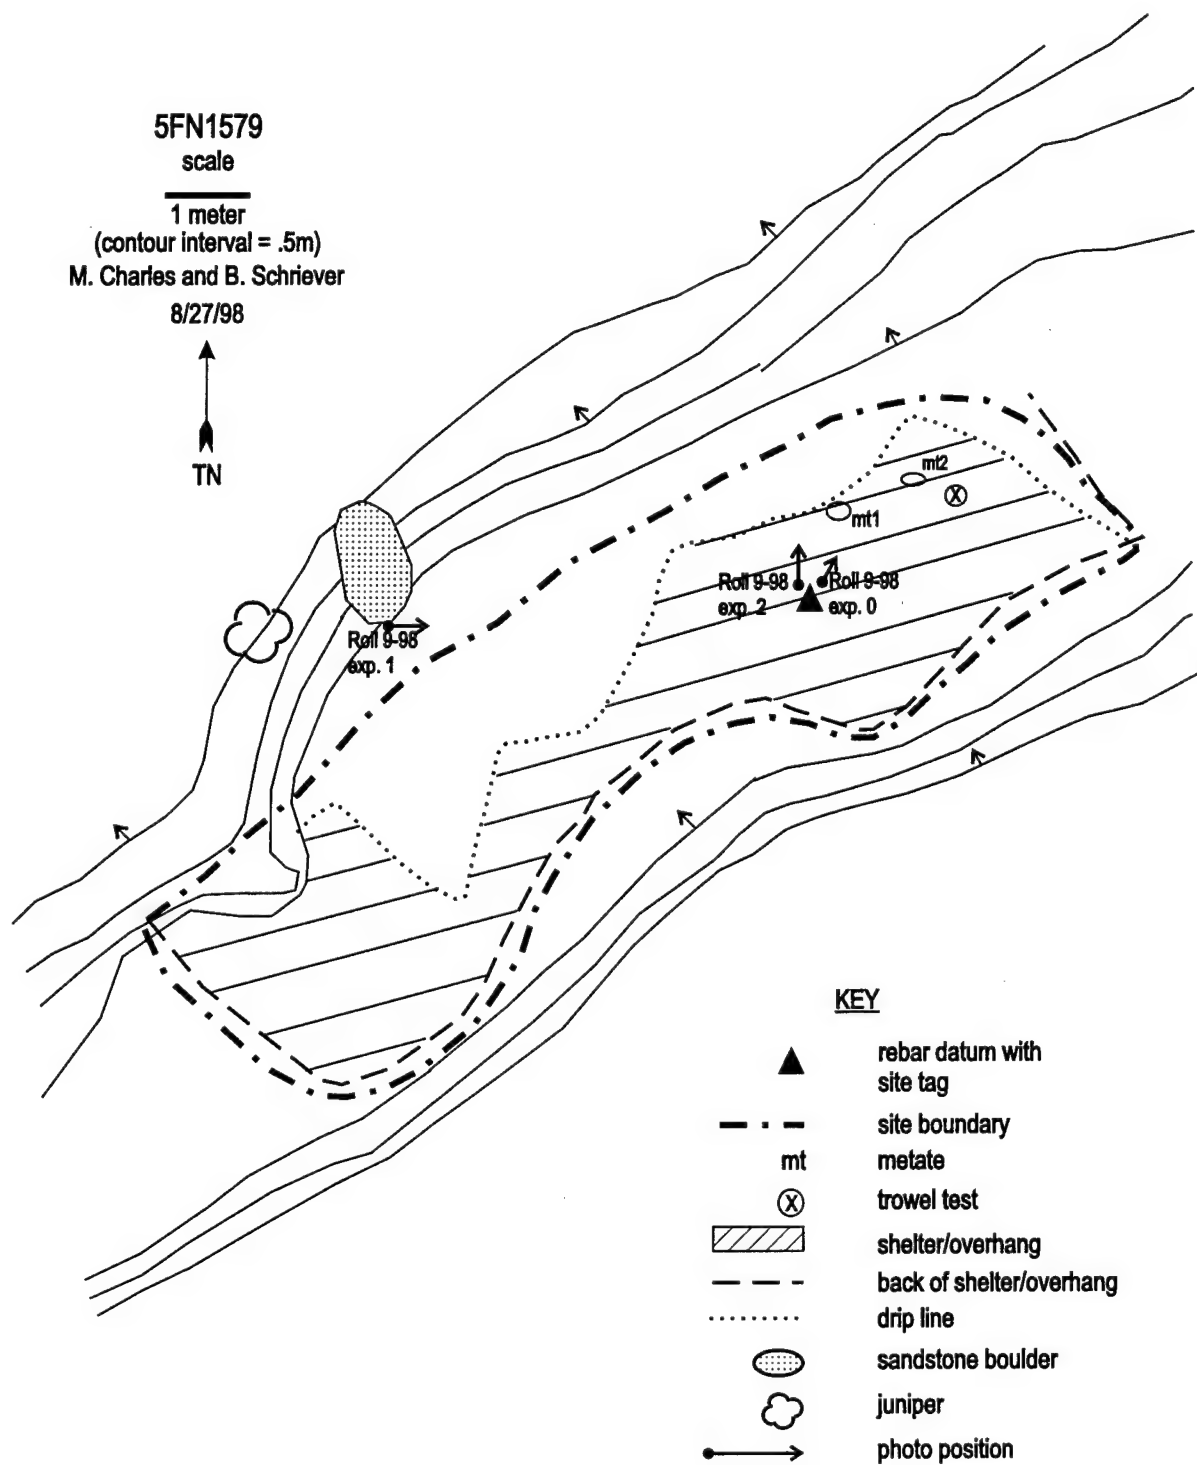 5FN1579
scale
1 meter
(contour interval = .5m)
M. Charles and B. Schriever
8/27/98
TN
mt2
X
mt1
Roll 9-98
exp. 2
Roll 9-98
exp. 0
Roll 9-98
exp. 1
KEY
rebar datum with
site tag
site boundary
mt metate
X trowel test
shelter/overhang
back of shelter/overhang
drip line
sandstone boulder
juniper
photo position